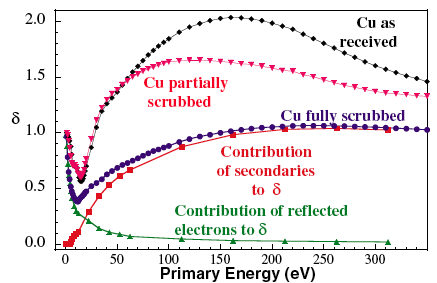 2.0
Cu as
received
1.5
Cu partially
scrubbed
δ
Cu fully scrubbed
1.0
Contribution
of secondaries
to δ
0.5
Contribution of reflected
electrons to δ
0.0
0 50 100 150 200 250 300
Primary Energy (eV)